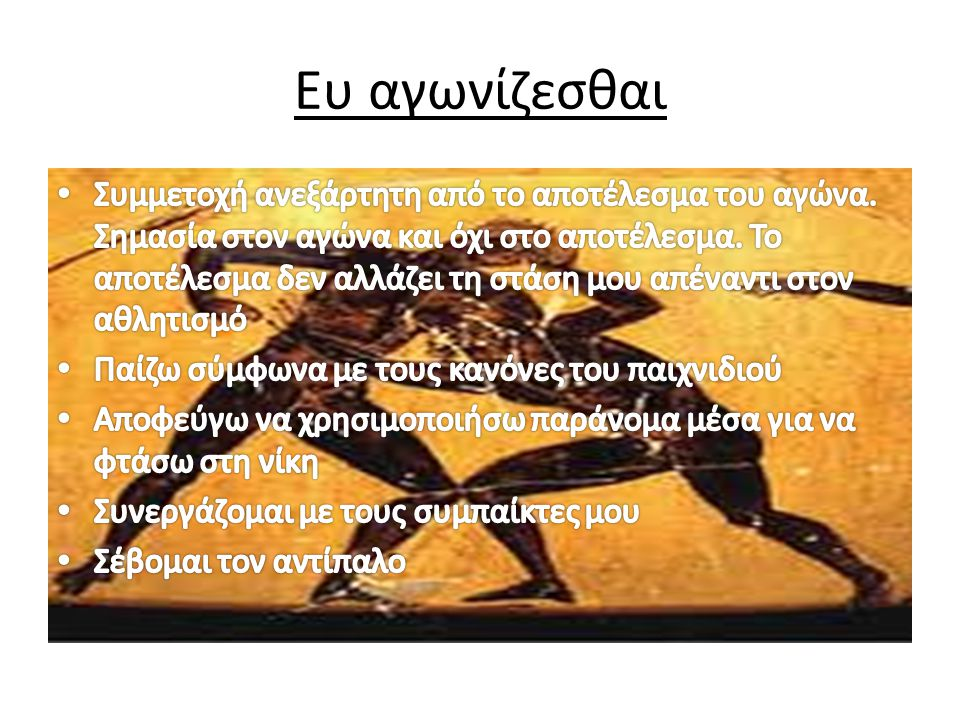 Ευ αγωνίζεσθαι
• Συμμετοχή ανεξάρτητη από το αποτέλεσμα του αγώνα.
Σημασία στον αγώνα και όχι στο αποτέλεσμα. Το
αποτέλεσμα δεν αλλάζει τη στάση μου απέναντι στον
αθλητισμό
• Παίζω σύμφωνα με τους κανόνες του παιχνιδιού
• Αποφεύγω να χρησιμοποιήσω παράνομα μέσα για να
φτάσω στη νίκη
• Συνεργάζομαι με τους συμπαίκτες μου
• Σέβομαι τον αντίπαλο